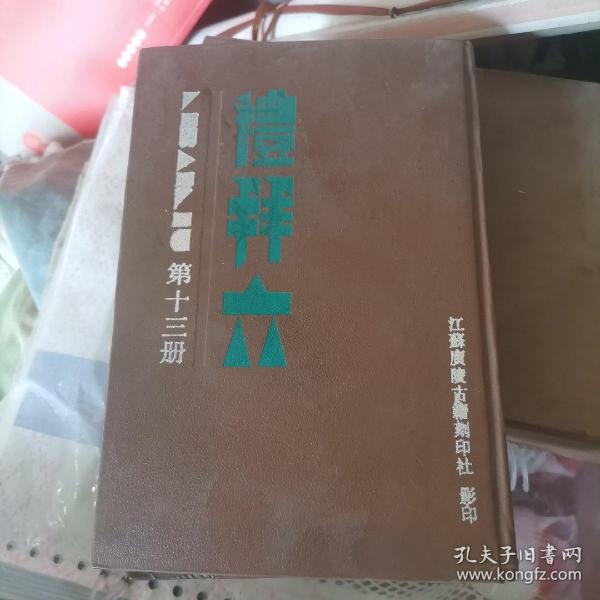 禮拜六
第十三册
江蘇廣陵古籍刻印社 影印
孔夫子旧书网
www.kongfz.com